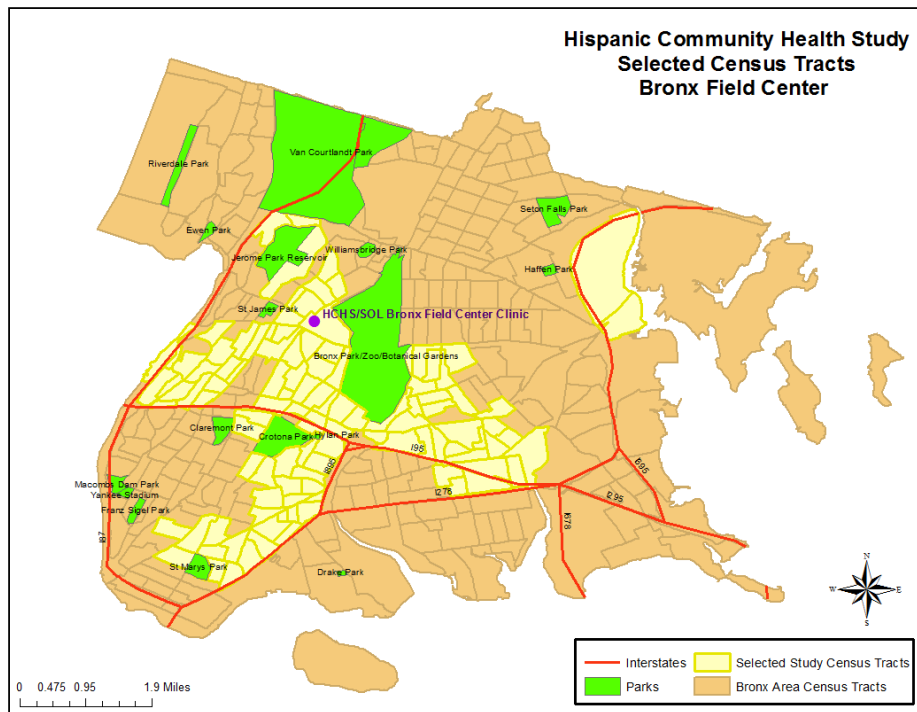 Hispanic Community Health Study
Selected Census Tracts
Bronx Field Center
Van Courtlandt Park
Riverdale Park
Seton Falls Park
Ewen Park
Williamsbridge Park
Jerome Park Reservoir
Haffen Park
St James Park
HCHS/SOL Bronx Field Center Clinic
Bronx Park/Zoo/Botanical Gardens
Claremont Park
Crotona Park
Hylan Park
I95
I895
I695
Macombs Dam Park
Yankee Stadium
I278
I295
Franz Sigel Park
I678
I87
St Marys Park
Drake Park
N
W
E
S
Interstates
Selected Study Census Tracts
Parks
Bronx Area Census Tracts
0 0.475 0.95 1.9 Miles